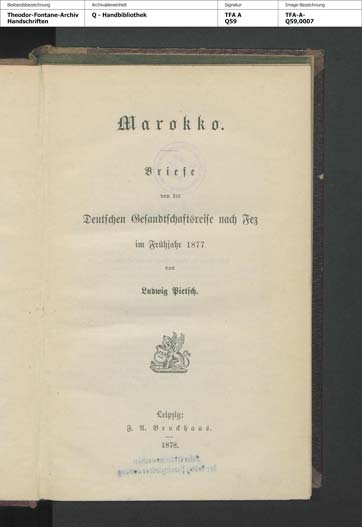 Bestandsbezeichnung
Archivalieneinheit
Signatur
Image-Bezeichnung
Theodor-Fontane-Archiv
Handschriften
Q - Handbibliothek
TFA A
Q59
TFA-A-
Q59,0007
Marokko.
Briefe
von der
Deutschen Gesandtschaftsreise nach Fez
im Frühjahr 1877
von
Ludwig Pietsch.
Leipzig:
F. A. Brockhaus.
1878.